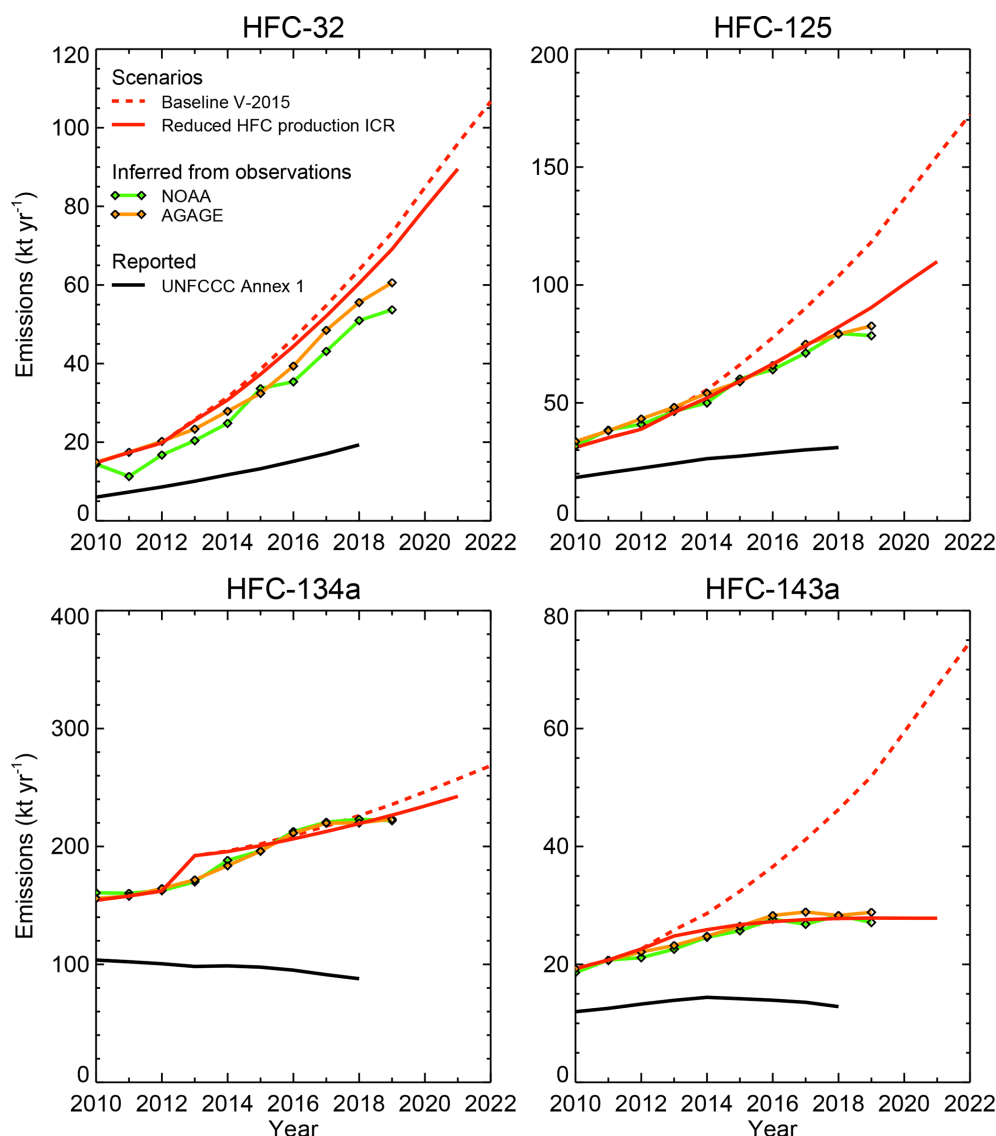 HFC-32
120
100
80
60
40
20
0
Emissions (kt yr-1)
Scenarios
Baseline V-2015
Reduced HFC production ICR
Inferred from observations
NOAA
AGAGE
Reported
UNFCCC Annex 1
2010 2012 2014 2016 2018 2020 2022
HFC-125
200
150
100
50
0
2010 2012 2014 2016 2018 2020 2022
HFC-134a
400
300
200
100
0
Emissions (kt yr-1)
2010 2012 2014 2016 2018 2020 2022
Year
HFC-143a
80
60
40
20
0
2010 2012 2014 2016 2018 2020 2022
Year